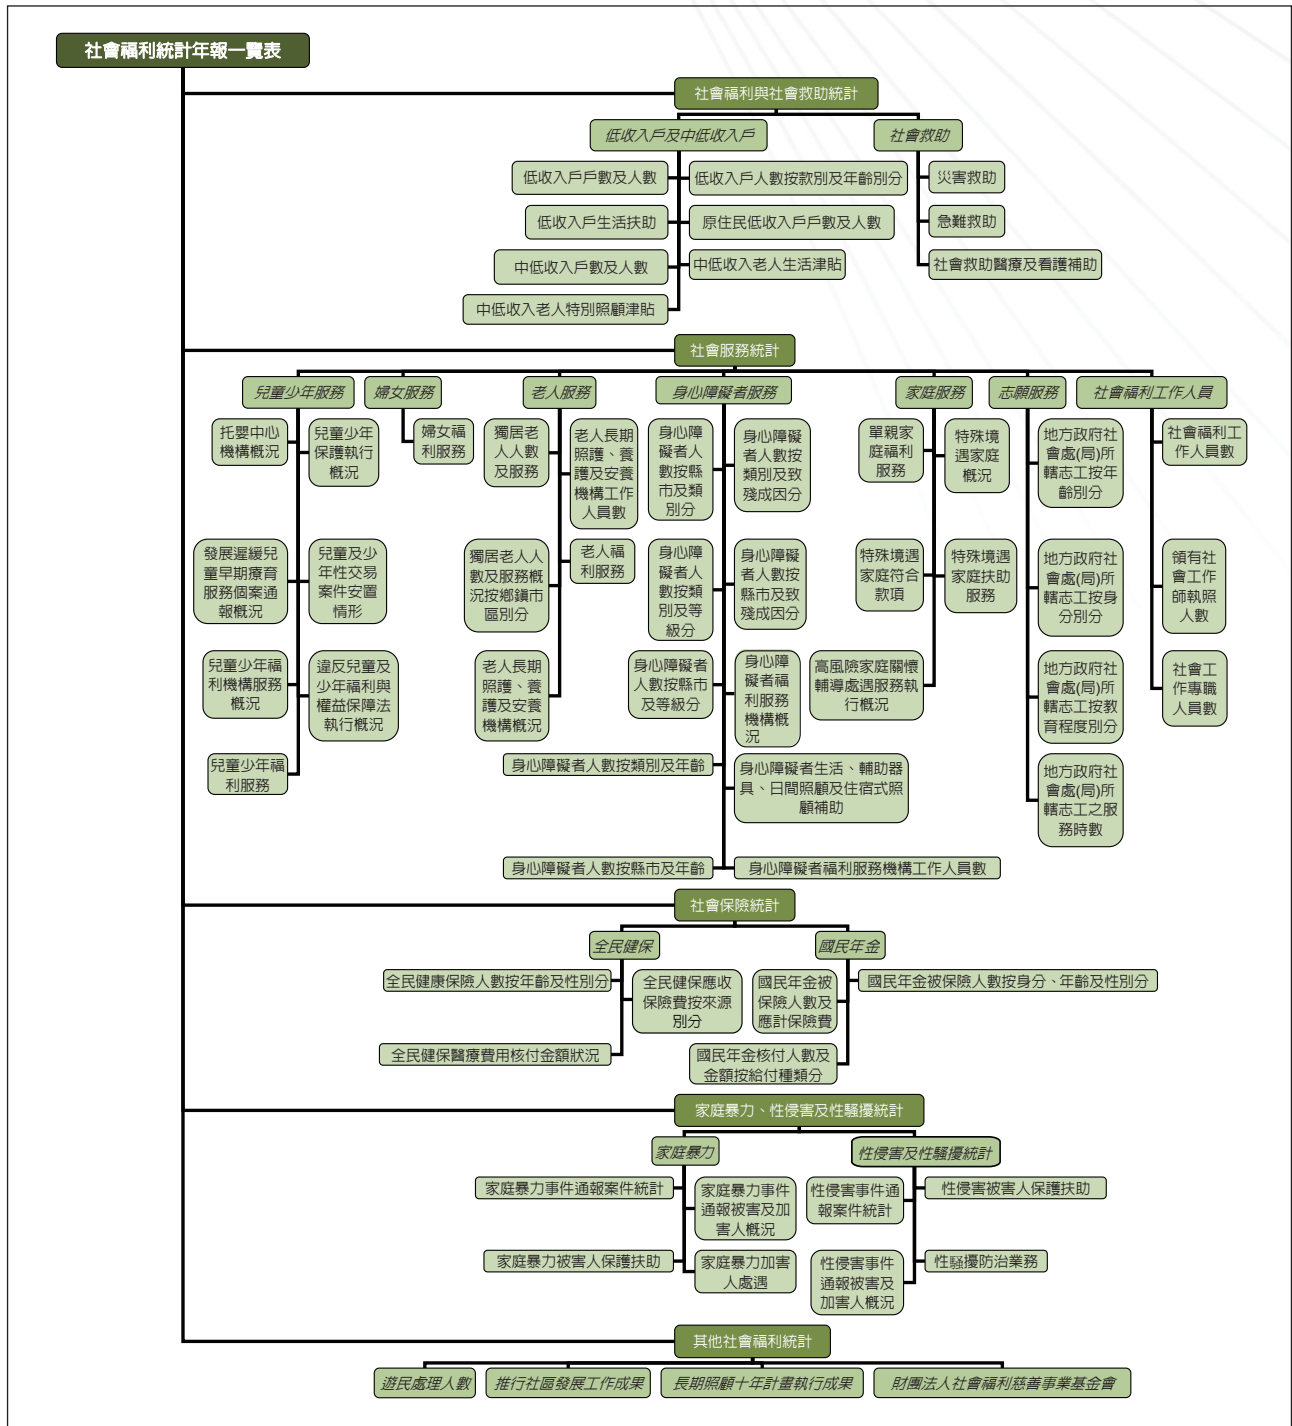 社會福利統計年報一覽表
社會福利與社會救助統計
低收入戶及中低收入戶
社會救助
低收入戶戶數及人數
低收入戶人數按款別及年齡別分
災害救助
低收入戶生活扶助
原住民低收入戶戶數及人數
急難救助
中低收入戶數及人數
中低收入老人生活津貼
社會救助醫療及看護補助
中低收入老人特別照顧津貼
社會服務統計
兒童少年服務
婦女服務
老人服務
身心障礙者服務
家庭服務
志願服務
社會福利工作人員
托嬰中心
機構概況
兒童少年
保護執行
概況
發展遲緩兒
童早期療育
服務個案通
報概況
兒童及少
年性交易
案件安置
情形
兒童少年福
利機構服務
概況
違反兒童及
少年福利與
權益保障法
執行概況
兒童少年福
利服務
婦女福
利服務
獨居老
人人數
及服務
老人長期
照護、養
護及安養
機構工作
人員數
獨居老人人
數及服務概
況按鄉鎮市
區別分
老人福
利服務
老人長期
照護、養
護及安養
機構概況
身心障
礙者人
數按縣
市及類
別分
身心障礙
者人數按
類別及致
殘成因分
身心障
礙者人
數按類
別及等
級分
身心障礙
者人數按
縣市及致
殘成因分
身心障礙者
人數按縣市
及等級分
身心障
礙者福
利服務
機構概
況
身心障礙者人數按類別及年齡
身心障礙者生活、輔助器
具、日間照顧及住宿式照
顧補助
身心障礙者人數按縣市及年齡
身心障礙者福利服務機構工作人員數
單親家
庭福利
服務
特殊境
遇家庭
概況
特殊境遇
家庭符合
款項
特殊境遇
家庭扶助
服務
高風險家庭關懷
輔導處遇服務執
行概況
地方政府社
會處(局)所
轄志工按年
齡別分
地方政府社
會處(局)所
轄志工按身
分別分
地方政府社
會處(局)所
轄志工按教
育程度別分
地方政府社
會處(局)所
轄志工之服
務時數
社會福利工
作人員數
領有社
會工作
師執照
人數
社會工
作專職
人員數
社會保險統計
全民健保
國民年金
全民健康保險人數按年齡及性別分
全民健保應收
保險費按來源
別分
國民年金被
保險人數及
應計保險費
國民年金被保險人數按身分、年齡及性別分
全民健保醫療費用核付金額狀況
國民年金核付人數及
金額按給付種類分
家庭暴力、性侵害及性騷擾統計
家庭暴力
性侵害及性騷擾統計
家庭暴力事件通報案件統計
家庭暴力事件
通報被害及加
害人概況
性侵害事件通
報案件統計
性侵害被害人保護扶助
家庭暴力被害人保護扶助
家庭暴力加害
人處遇
性侵害事件
通報被害及
加害人概況
性騷擾防治業務
其他社會福利統計
遊民處理人數
推行社區發展工作成果
長期照顧十年計畫執行成果
財團法人社會福利慈善事業基金會